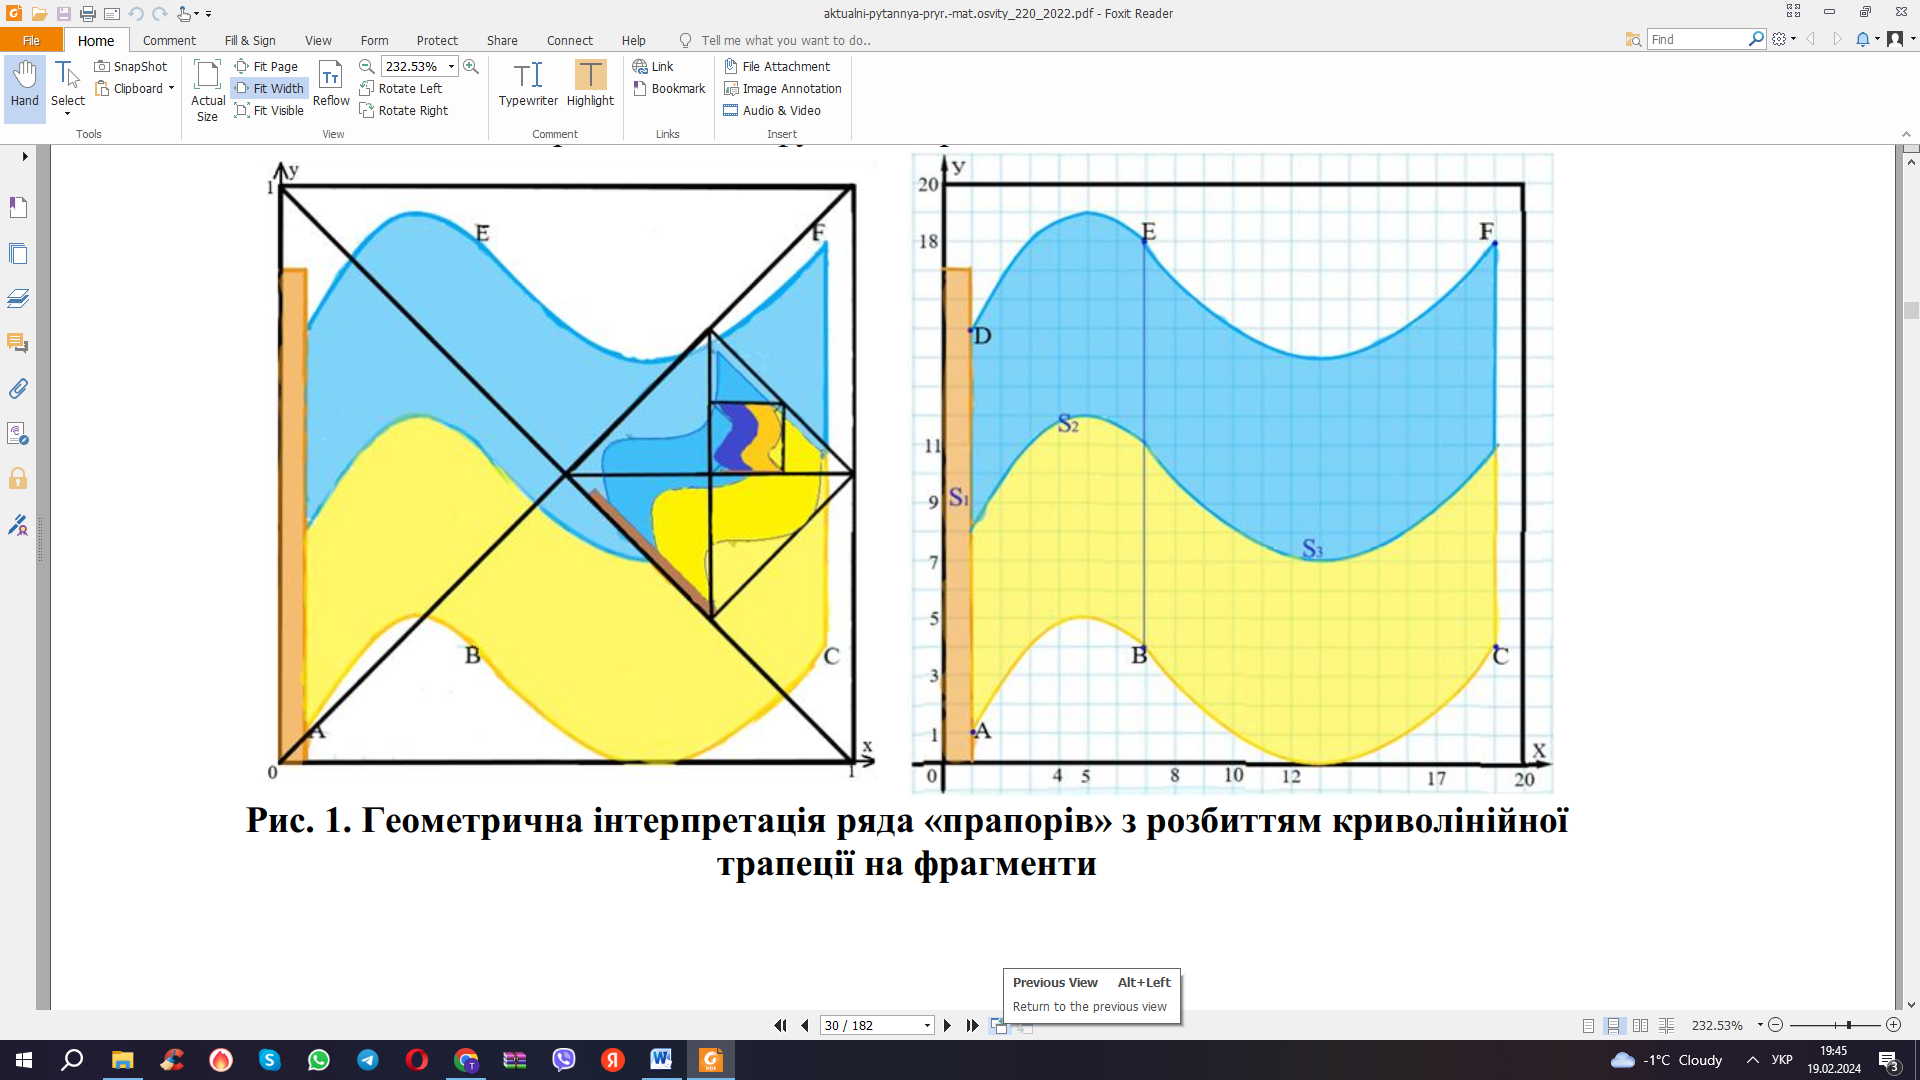 aktualni-pytannya-pryr.-mat.osvity_220_2022.pdf - Foxit Reader
File Home Comment Fill & Sign View Form Protect Share Connect Help Tell me what you want to do.. Find
Hand
Select
SnapShot
Clipboard
Tools
Actual Size
Fit Page
Fit Width
Fit Visible
Reflow
232.53%
Rotate Left
Rotate Right
View
Typewriter
Highlight
Comment
Link
Bookmark
Links
File Attachment
Image Annotation
Audio & Video
Insert
y
1
E
F
B
C
A
x
0
1
У
20
18
E
F
D
S2
11
9
S1
7
S3
5
B
C
3
A
1
X
0
4 5 8 10 12 17 20
Рис. 1. Геометрична інтерпретація ряда «прапорів» з розбиттям криволінійної
трапеції на фрагменти
Previous View Alt+Left
Return to the previous view
30 / 182
232.53%
-1°C Cloudy
УКР
19:45
19.02.2024
3